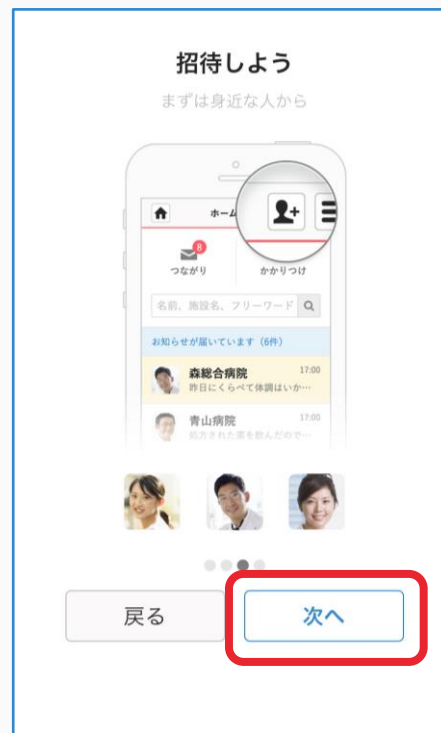 招待しよう
まずは身近な人から
ホーム
8
つながり
かかりつけ
名前、施設名、フリーワード
お知らせが届いています（6件）
森総合病院
17:00
昨日にくらべて体調はいか…
青山病院
17:00
処方された薬を飲んだので…
戻る
次へ